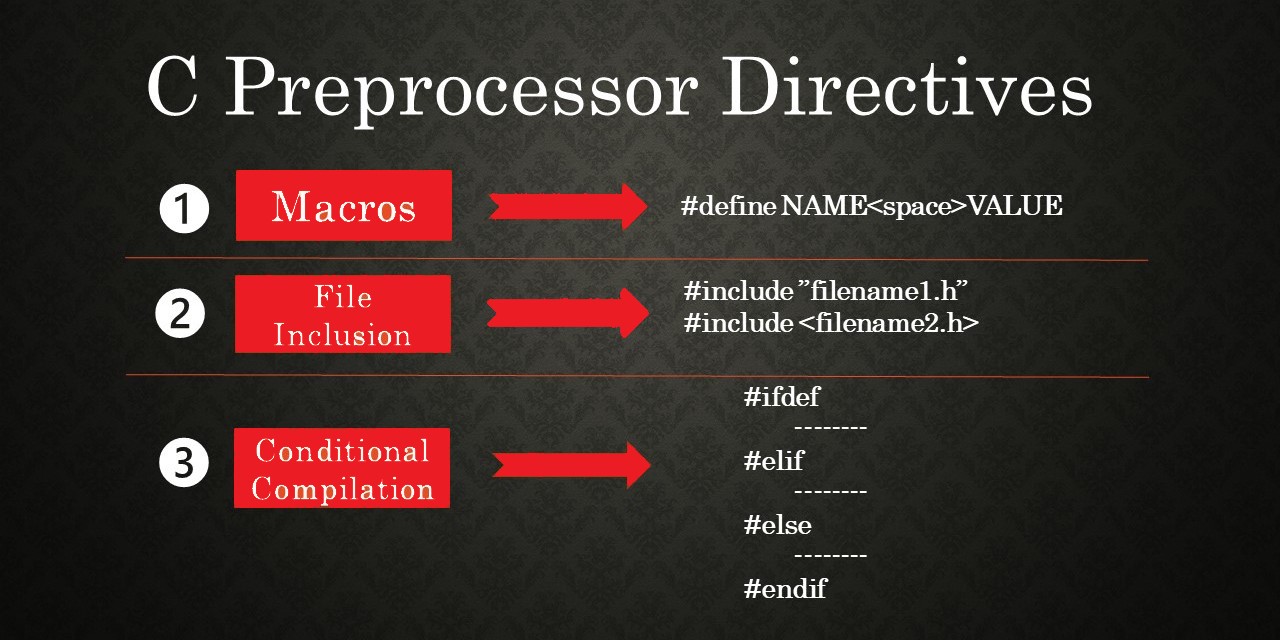 C Preprocessor Directives
1 Macros #define NAME<space>VALUE
2 File Inclusion
#include ”filename1.h”
#include <filename2.h>
3 Conditional Compilation
#ifdef
--------
#elif
--------
#else
--------
#endif